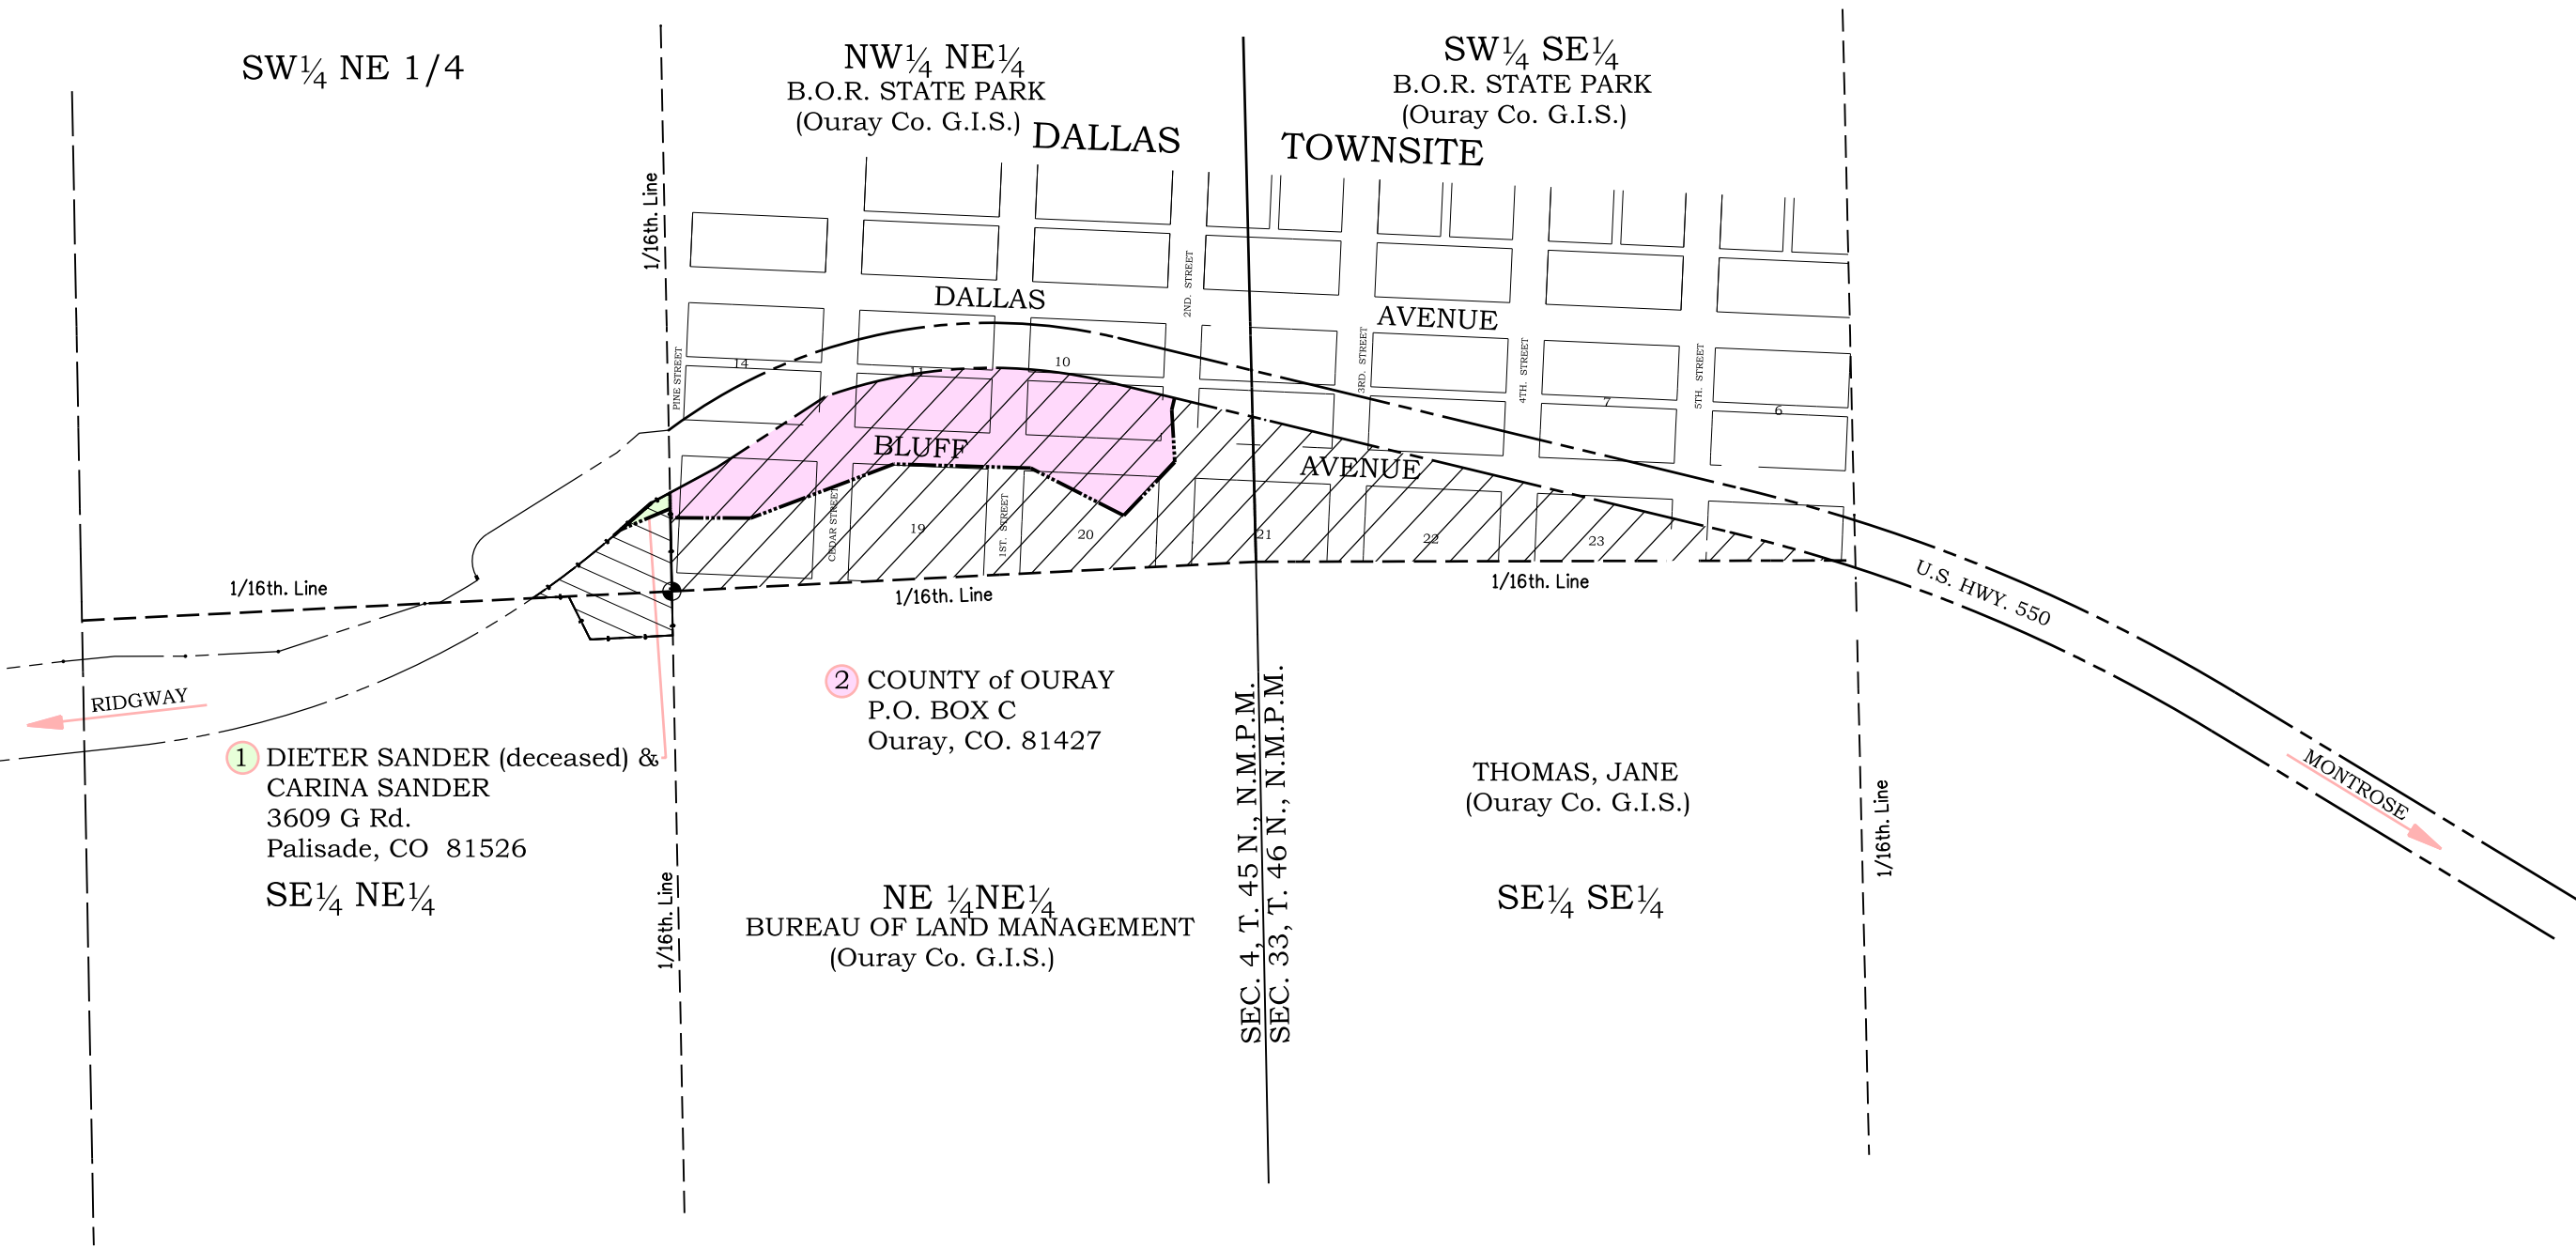 SW¼ NE 1/4
NW¼ NE¼
B.O.R. STATE PARK
(Ouray Co. G.I.S.)
SW¼ SE¼
B.O.R. STATE PARK
(Ouray Co. G.I.S.)
DALLAS TOWNSITE
1/16th. Line
2ND. STREET
DALLAS AVENUE
PINE STREET
3RD. STREET
4TH. STREET
5TH. STREET
14
11
10
7
6
BLUFF AVENUE
CEDAR STREET
1ST. STREET
19
20
21
22
23
1/16th. Line
1/16th. Line
1/16th. Line
U.S. HWY. 550
RIDGWAY
MONTROSE
1 DIETER SANDER (deceased) &
CARINA SANDER
3609 G Rd.
Palisade, CO 81526
SE¼ NE¼
2 COUNTY of OURAY
P.O. BOX C
Ouray, CO. 81427
1/16th. Line
NE ¼NE¼
BUREAU OF LAND MANAGEMENT
(Ouray Co. G.I.S.)
SEC. 4, T. 45 N., N.M.P.M.
SEC. 33, T. 46 N., N.M.P.M.
THOMAS, JANE
(Ouray Co. G.I.S.)
SE¼ SE¼
1/16th. Line